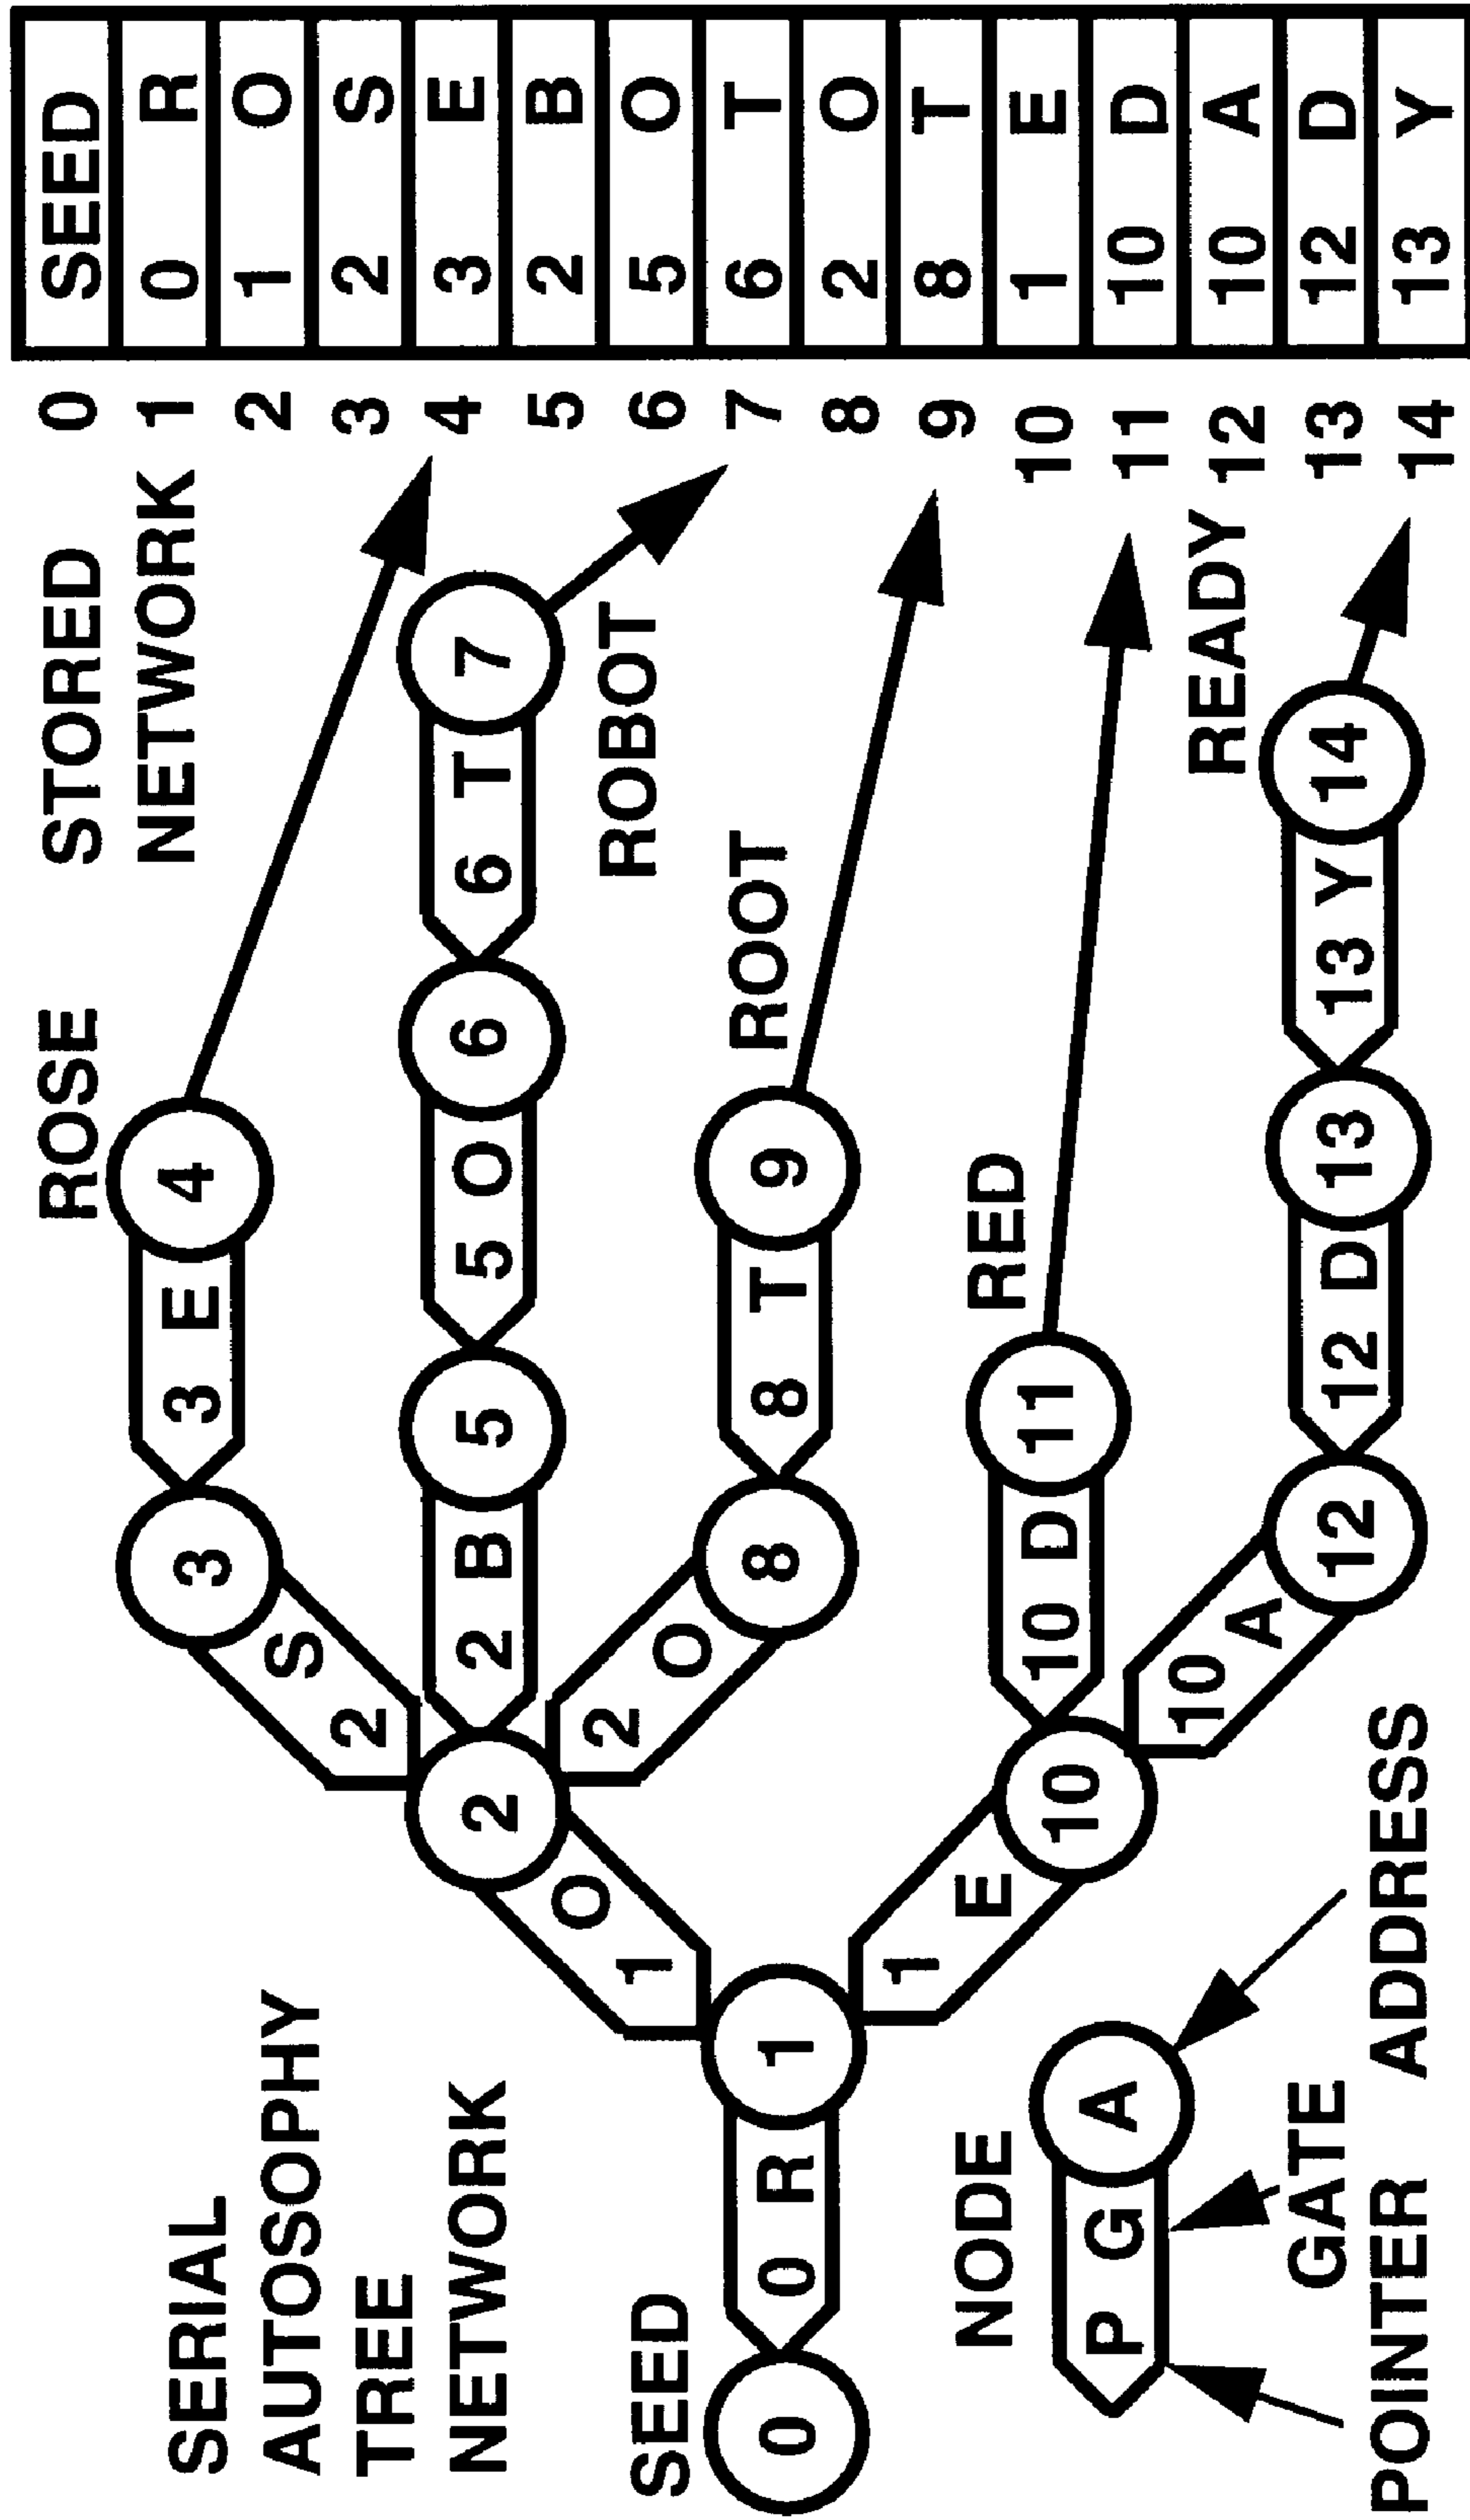 SERIAL
AUTOSOPHY
TREE
NETWORK
ROSE
STORED
NETWORK
SEED
0
0 R
1
1 O
2
2 S
3
3 E
4
2 B
5
5 O
6
6 T
7
ROBOT
2 O
8
8 T
9
ROOT
1 E
10
10 D
11
RED
10 A
12
12 D
13
13 Y
14
READY
NODE
P G A
GATE
POINTER ADDRESS
0 SEED
1 0 R
2 1 O
3 2 S
4 3 E
5 2 B
6 5 O
7 6 T
8 2 O
9 8 T
10 1 E
11 10 D
12 10 A
13 12 D
14 13 Y